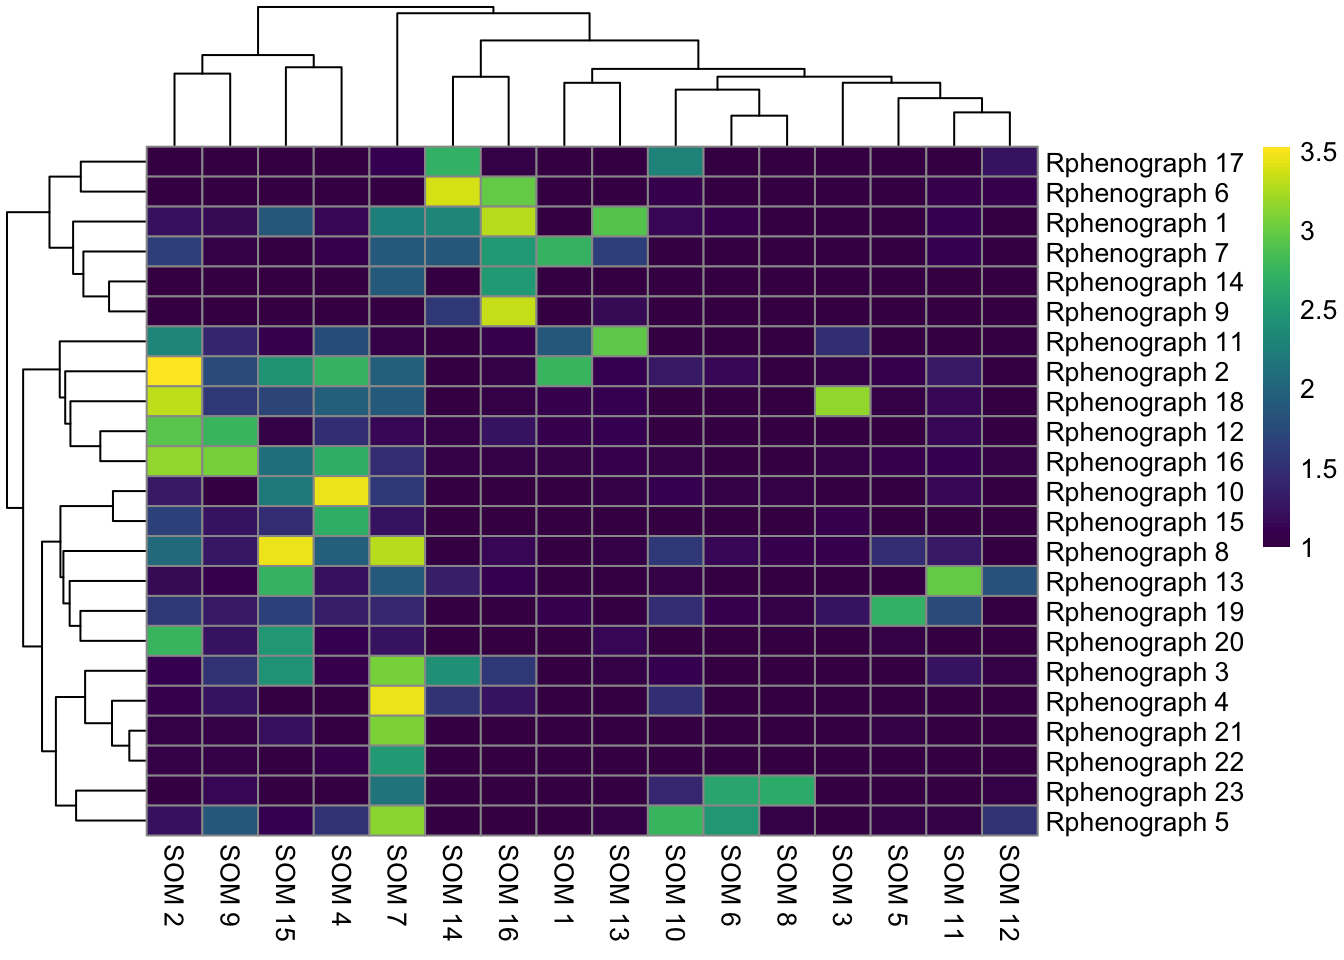 3.5
3
2.5
2
1.5
1
Rphenograph 17
Rphenograph 6
Rphenograph 1
Rphenograph 7
Rphenograph 14
Rphenograph 9
Rphenograph 11
Rphenograph 2
Rphenograph 18
Rphenograph 12
Rphenograph 16
Rphenograph 10
Rphenograph 15
Rphenograph 8
Rphenograph 13
Rphenograph 19
Rphenograph 20
Rphenograph 3
Rphenograph 4
Rphenograph 21
Rphenograph 22
Rphenograph 23
Rphenograph 5
SOM 2
SOM 9
SOM 15
SOM 4
SOM 7
SOM 14
SOM 16
SOM 1
SOM 13
SOM 10
SOM 6
SOM 8
SOM 3
SOM 5
SOM 11
SOM 12